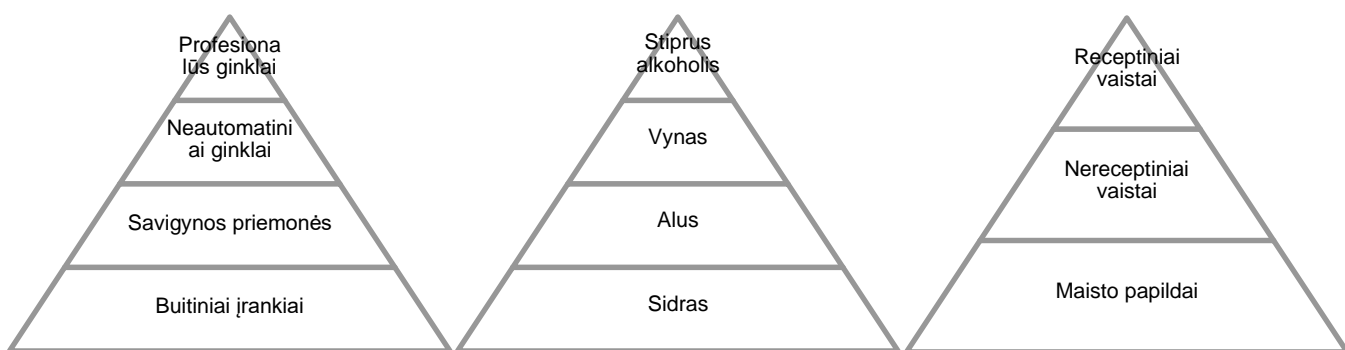 Profesiona
lūs ginklai
Neautomatini
ai ginklai
Savigynos priemonės
Buitiniai įrankiai
Stiprus
alkoholis
Vynas
Alus
Sidras
Receptiniai
vaistai
Nereceptiniai
vaistai
Maisto papildai